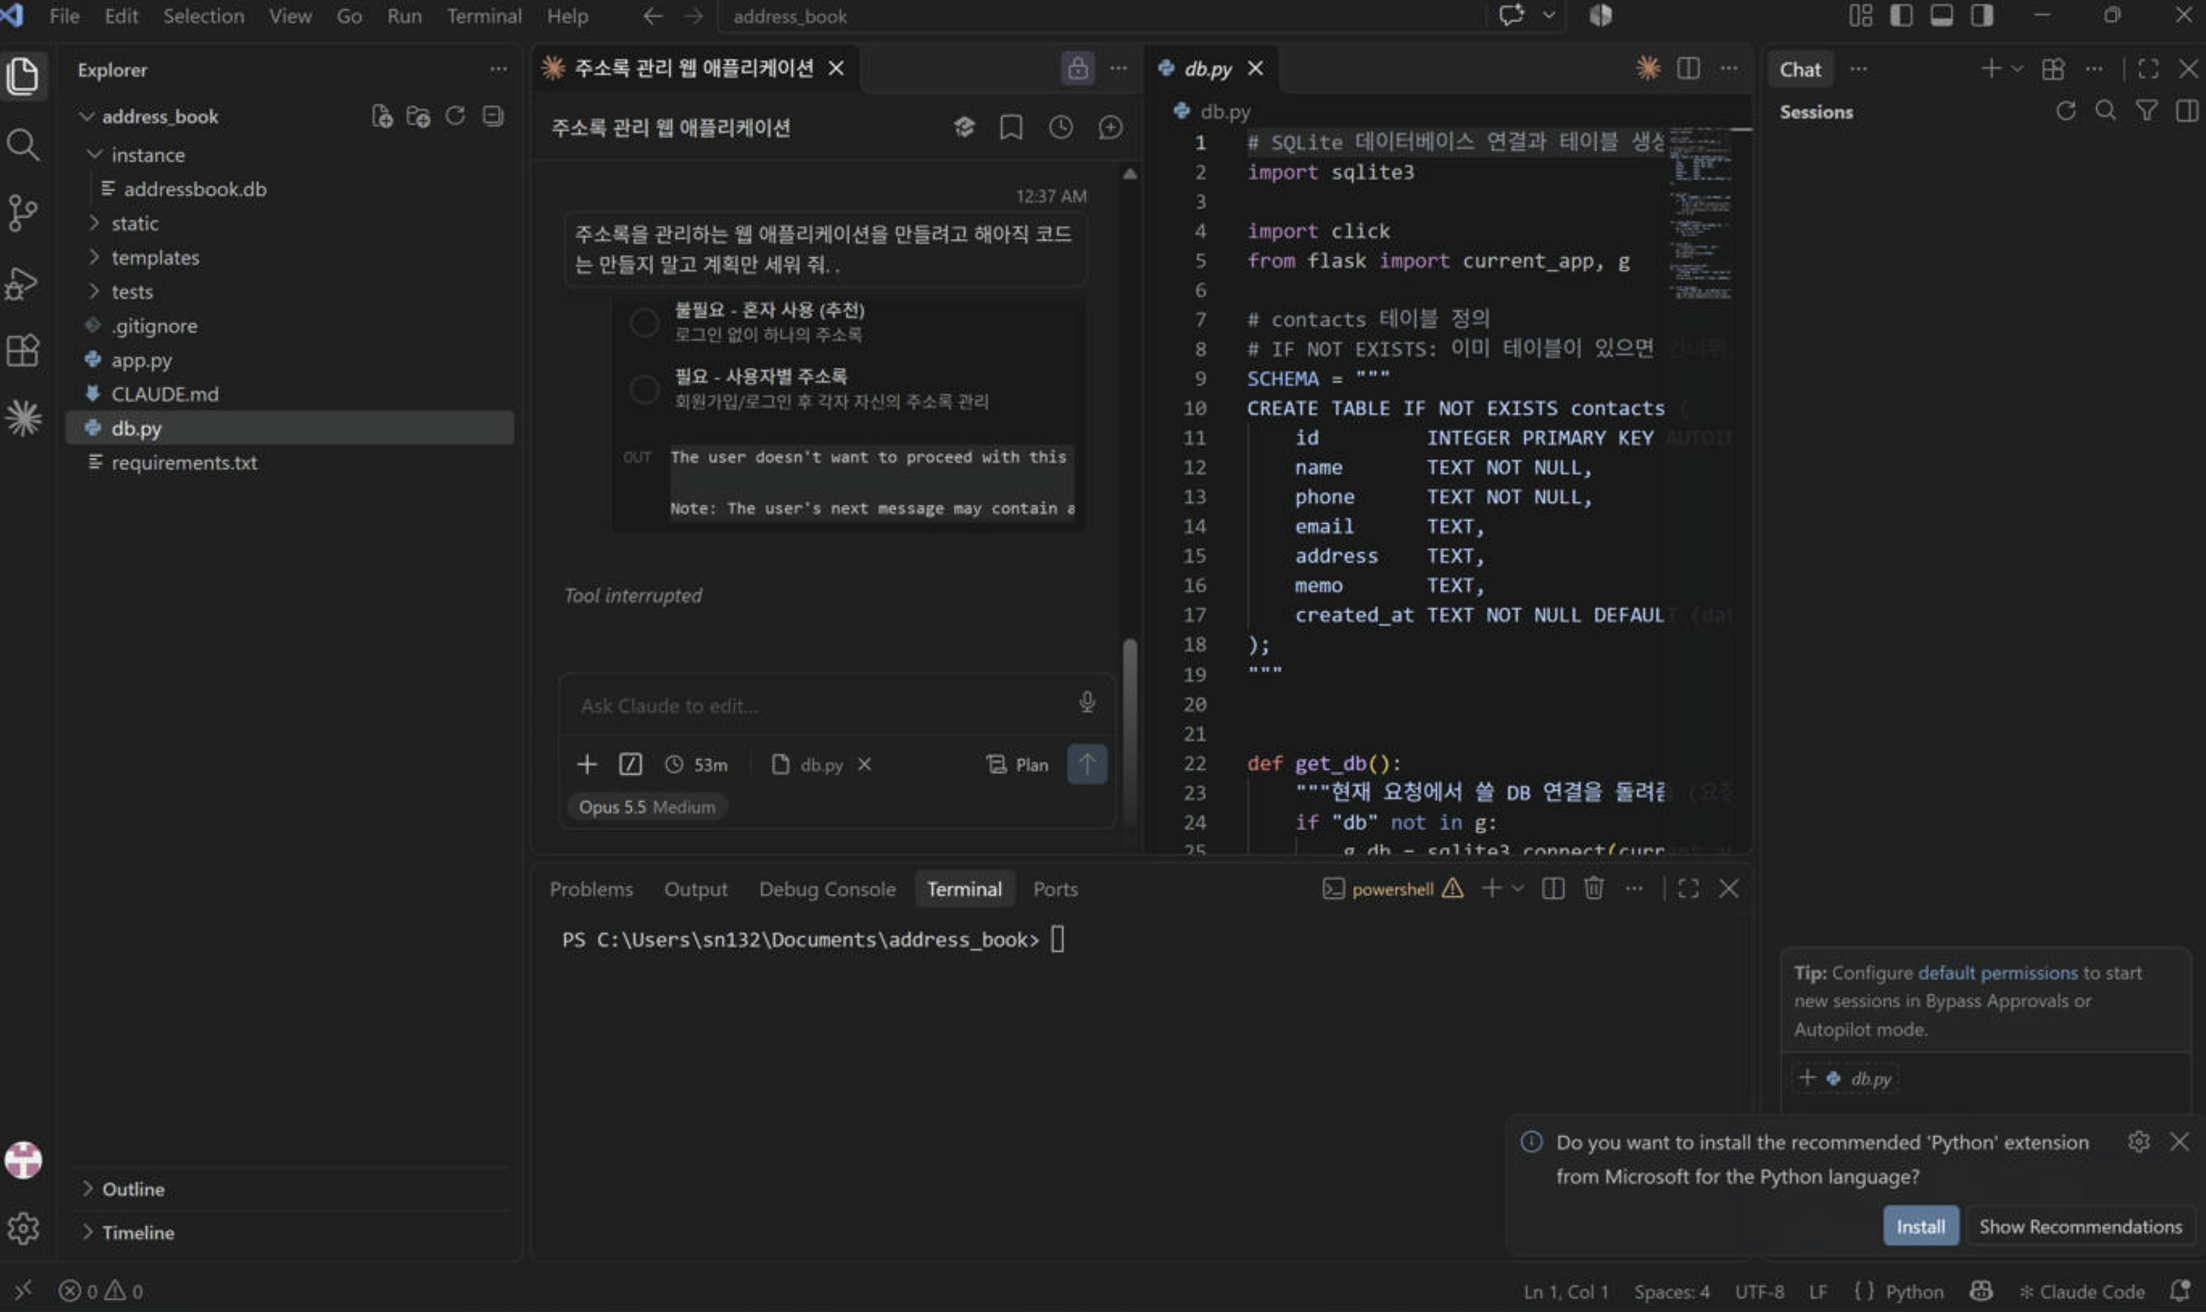 File Edit Selection View Go Run Terminal Help
address_book
Explorer
address_book
instance
addressbook.db
static
templates
tests
.gitignore
app.py
CLAUDE.md
db.py
requirements.txt
Outline
Timeline
주소록 관리 웹 애플리케이션
주소록 관리 웹 애플리케이션
12:37 AM
주소록을 관리하는 웹 애플리케이션을 만들려고 해아직 코드
는 만들지 말고 계획만 세워 줘. .
불필요 - 혼자 사용 (추천)
로그인 없이 하나의 주소록
필요 - 사용자별 주소록
회원가입/로그인 후 각자 자신의 주소록 관리
OUT
The user doesn't want to proceed with this
Note: The user's next message may contain a
Tool interrupted
Ask Claude to edit...
53m
db.py
Plan
Opus 5.5 Medium
db.py
db.py
1 # SQLite 데이터베이스 연결과 테이블 생성
2 import sqlite3
3
4 import click
5 from flask import current_app, g
6
7 # contacts 테이블 정의
8 # IF NOT EXISTS: 이미 테이블이 있으면
9 SCHEMA = """
10 CREATE TABLE IF NOT EXISTS contacts (
11 id INTEGER PRIMARY KEY
12 name TEXT NOT NULL,
13 phone TEXT NOT NULL,
14 email TEXT,
15 address TEXT,
16 memo TEXT,
17 created_at TEXT NOT NULL DEFAULT (da
18 );
19 """
20
21
22 def get_db():
23 """현재 요청에서 쓸 DB 연결을 돌려줌 (요청
24 if "db" not in g:
25 g.db = sqlite3.connect(curr
Problems Output Debug Console Terminal Ports
powershell
PS C:\Users\sn132\Documents\address_book>
Chat
Sessions
Tip: Configure default permissions to start
new sessions in Bypass Approvals or
Autopilot mode.
db.py
Do you want to install the recommended 'Python' extension
from Microsoft for the Python language?
Install Show Recommendations
0 0
Ln 1, Col 1 Spaces: 4 UTF-8 LF { } Python Claude Code